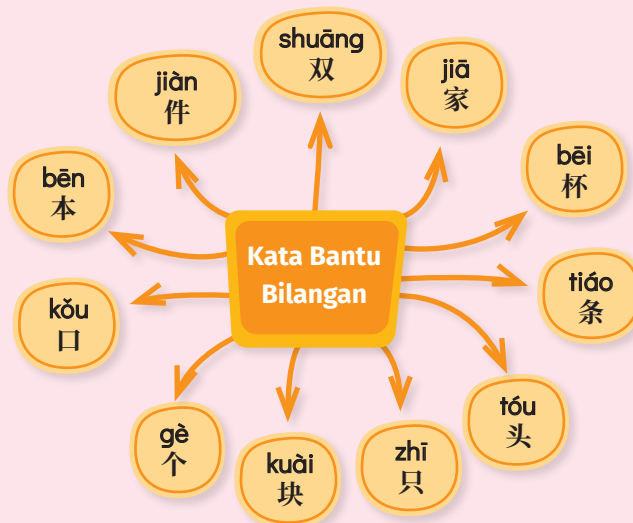 shuāng
双
jiā
家
bēi
杯
tiáo
条
tóu
头
zhī
只
kuài
块
gè
个
kǒu
口
bēn
本
jiàn
件
Kata Bantu
Bilangan